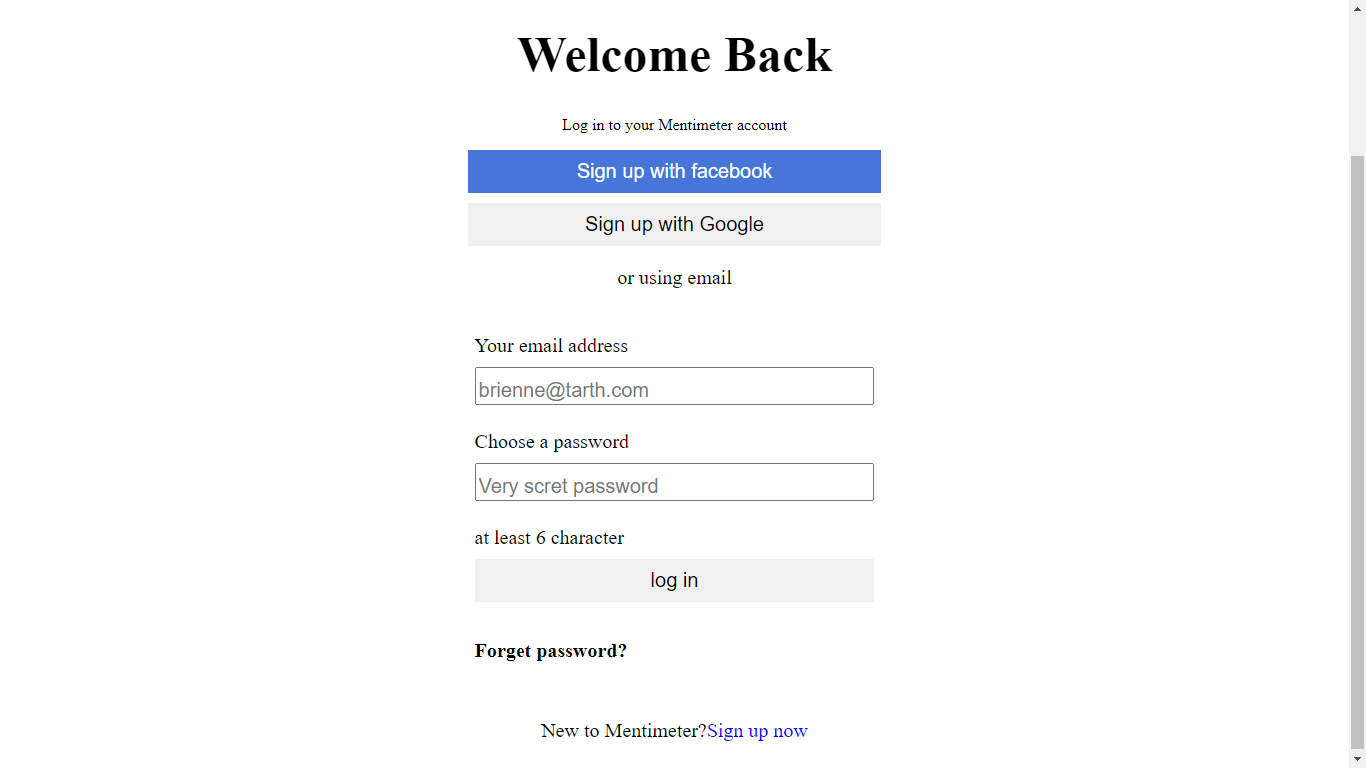 Welcome Back
Log in to your Mentimeter account
Sign up with facebook
Sign up with Google
or using email
Your email address
brienne@tarth.com
Choose a password
Very scret password
at least 6 character
log in
Forget password?
New to Mentimeter?Sign up now